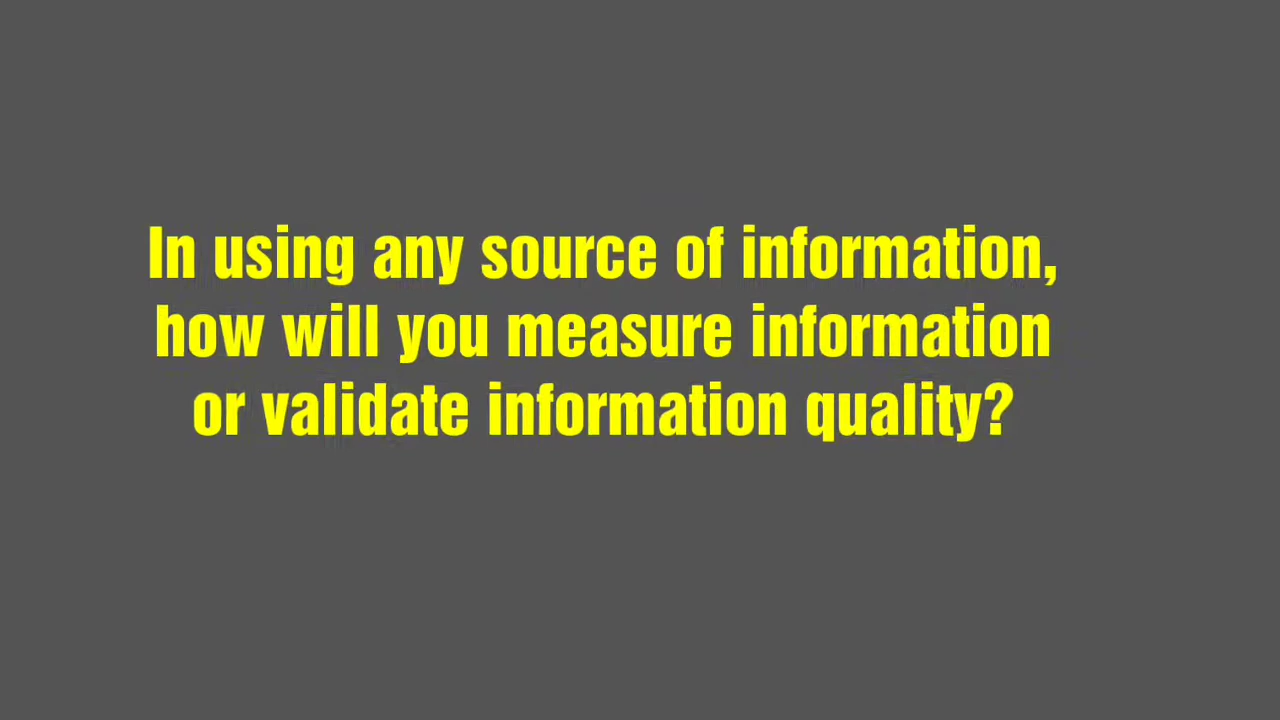 In using any source of information,
how will you measure information
or validate information quality?